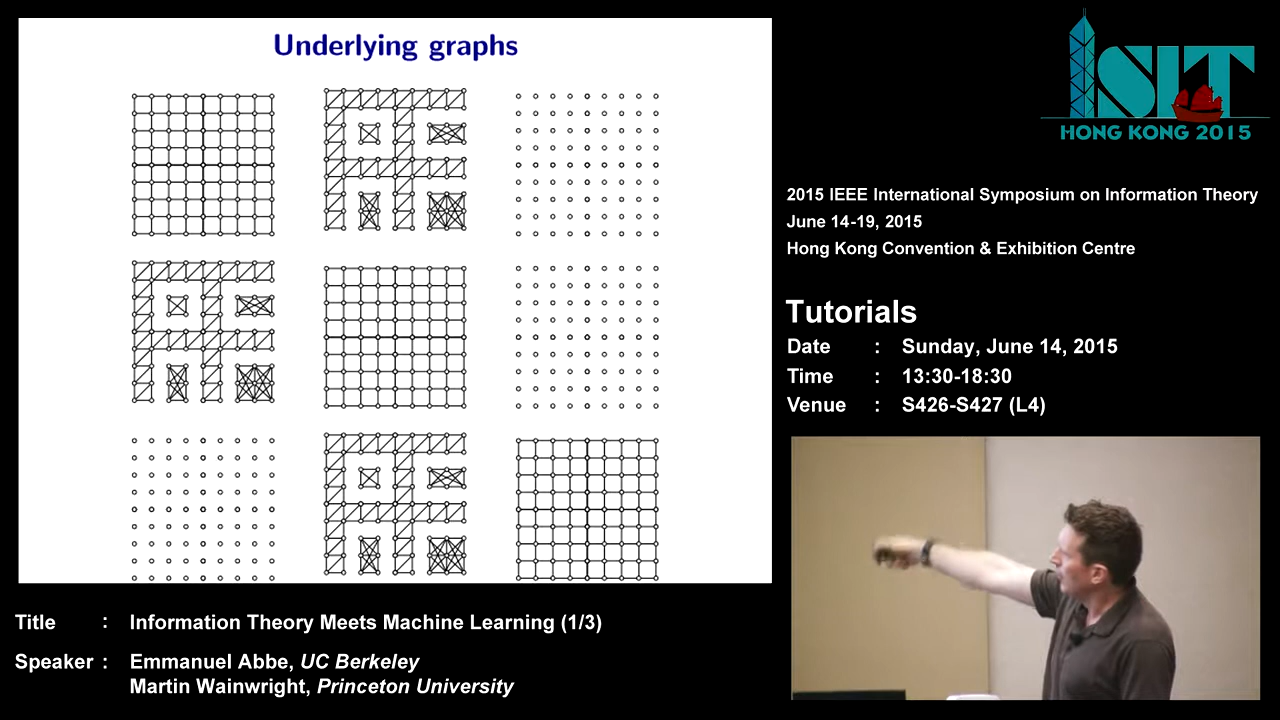 Underlying graphs
ISIT
HONG KONG 2015
2015 IEEE International Symposium on Information Theory
June 14-19, 2015
Hong Kong Convention & Exhibition Centre
Tutorials
Date : Sunday, June 14, 2015
Time : 13:30-18:30
Venue : S426-S427 (L4)
Title : Information Theory Meets Machine Learning (1/3)
Speaker : Emmanuel Abbe, UC Berkeley
Martin Wainwright, Princeton University